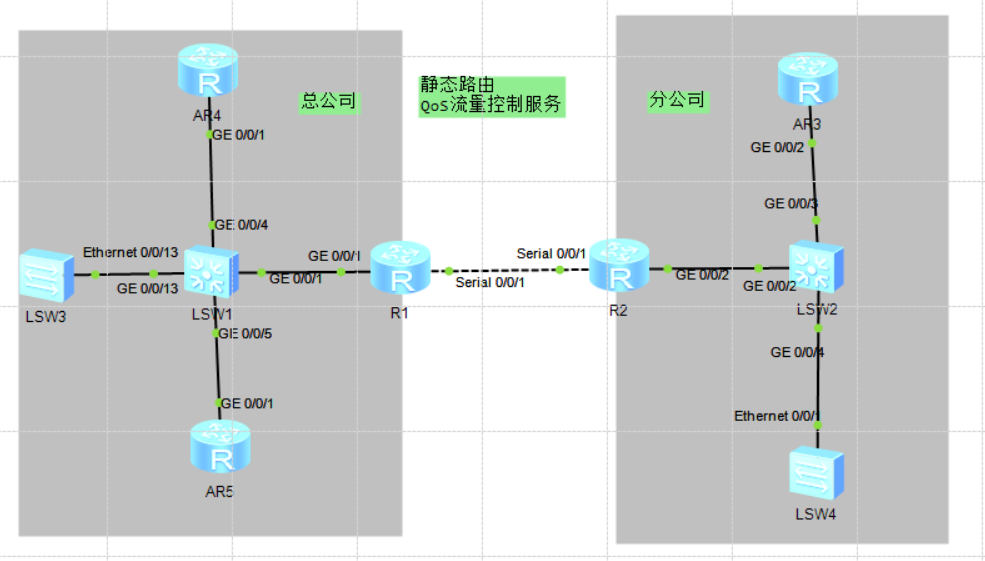 静态路由
QoS流量控制服务
总公司
分公司
R
AR4
GE 0/0/1
GE 0/0/4
Ethernet 0/0/13
GE 0/0/13
LSW3
LSW1
GE 0/0/1
GE 0/0/1
R
R1
GE 0/0/5
GE 0/0/1
R
AR5
Serial 0/0/1
Serial 0/0/1
R
R2
R
AR3
GE 0/0/2
GE 0/0/3
GE 0/0/2
GE 0/0/2
LSW2
GE 0/0/4
Ethernet 0/0/1
LSW4